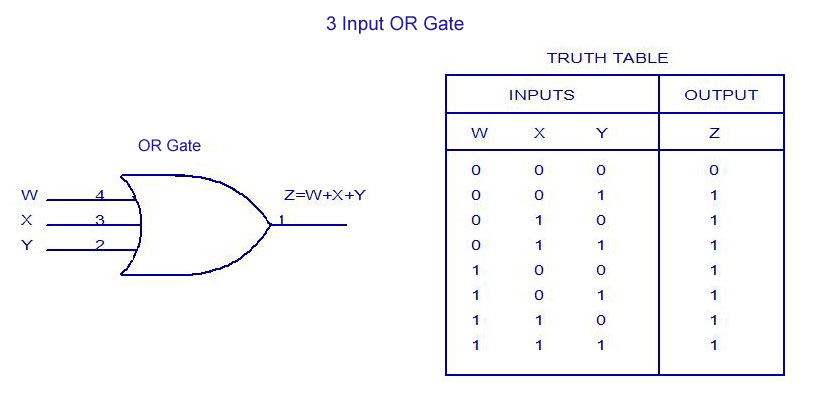 3 Input OR Gate
OR Gate
W 4 Z=W+X+Y
X 3 1
Y 2
TRUTH TABLE
INPUTS OUTPUT
W X Y Z
0 0 0 0
0 0 1 1
0 1 0 1
0 1 1 1
1 0 0 1
1 0 1 1
1 1 0 1
1 1 1 1